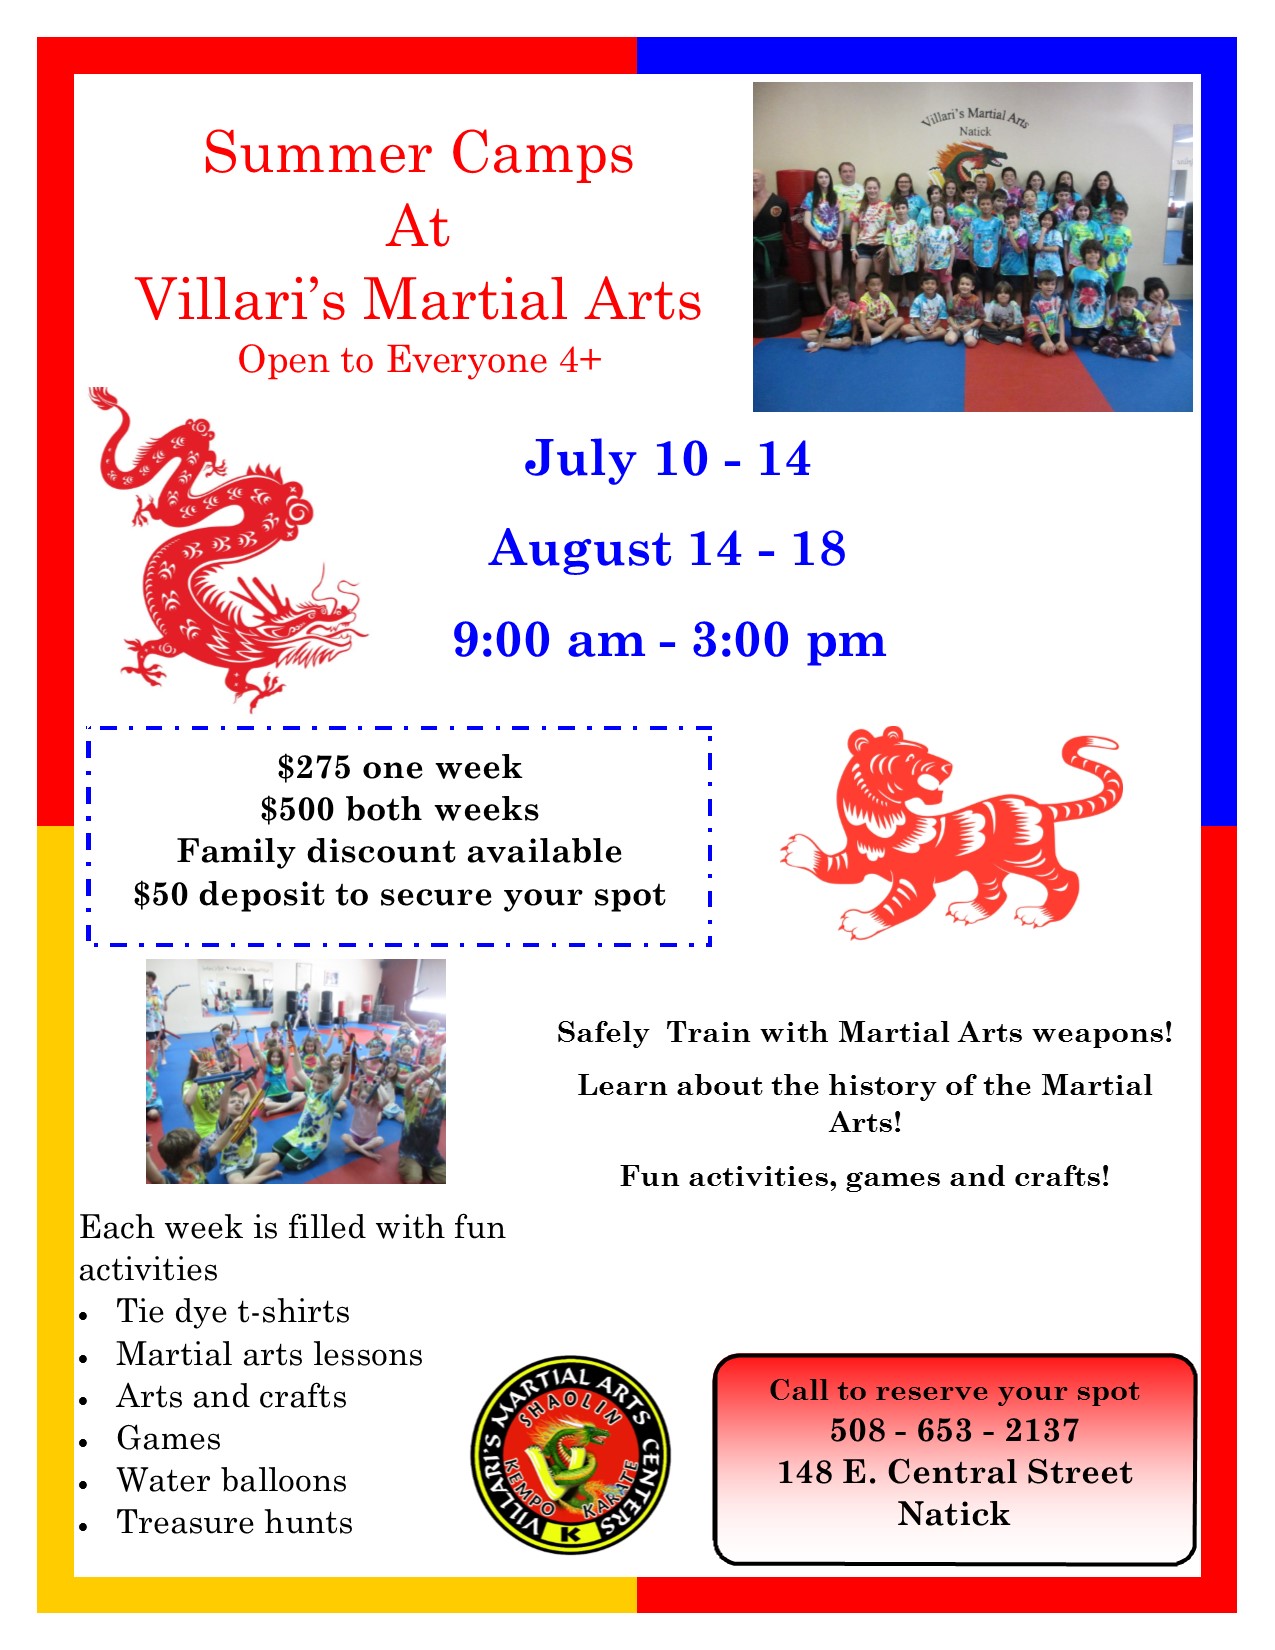 Summer Camps
At
Villari's Martial Arts
Open to Everyone 4+
Villari's Martial Arts
Natick
July 10 - 14
August 14 - 18
9:00 am - 3:00 pm
$275 one week
$500 both weeks
Family discount available
$50 deposit to secure your spot
Safely  Train with Martial Arts weapons!
Learn about the history of the Martial
Arts!
Fun activities, games and crafts!
Each week is filled with fun
activities
• Tie dye t-shirts
• Martial arts lessons
• Arts and crafts
• Games
• Water balloons
• Treasure hunts
VILLARI'S MARTIAL ARTS CENTERS
SHAOLIN
KEMPO KARATE
K
Call to reserve your spot
508 - 653 - 2137
148 E. Central Street
Natick